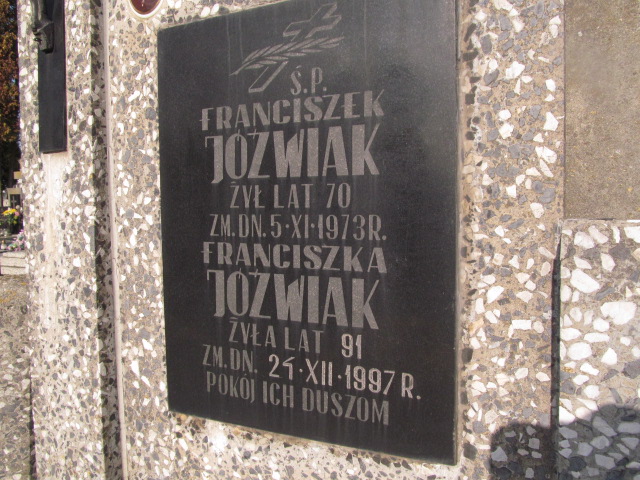 Ś.P.
FRANCISZEK
JÓŹWIAK
ŻYŁ LAT 70
ZM. DN. 5·XI·1973R.
FRANCISZKA
JÓŹWIAK
ŻYŁA LAT 91
ZM. DN. 24·XII·1997R.
POKÓJ ICH DUSZOM